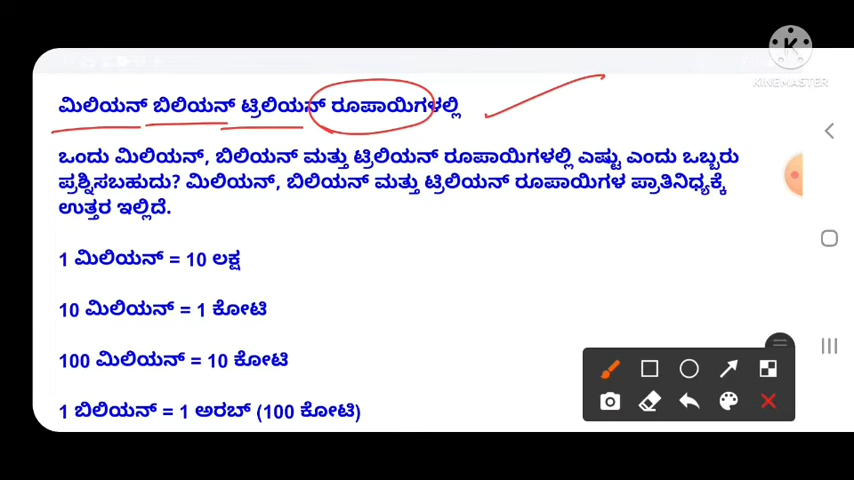 K
KINEMASTER
ಮಿಲಿಯನ್ ಬಿಲಿಯನ್ ಟ್ರಿಲಿಯನ್ ರೂಪಾಯಿಗಳಲ್ಲಿ
ಒಂದು ಮಿಲಿಯನ್, ಬಿಲಿಯನ್ ಮತ್ತು ಟ್ರಿಲಿಯನ್ ರೂಪಾಯಿಗಳಲ್ಲಿ ಎಷ್ಟು ಎಂದು ಒಬ್ಬರು
ಪ್ರಶ್ನಿಸಬಹುದು? ಮಿಲಿಯನ್, ಬಿಲಿಯನ್ ಮತ್ತು ಟ್ರಿಲಿಯನ್ ರೂಪಾಯಿಗಳ ಪ್ರಾತಿನಿಧ್ಯಕ್ಕೆ
ಉತ್ತರ ಇಲ್ಲಿದೆ.
1 ಮಿಲಿಯನ್ = 10 ಲಕ್ಷ
10 ಮಿಲಿಯನ್ = 1 ಕೋಟಿ
100 ಮಿಲಿಯನ್ = 10 ಕೋಟಿ
1 ಬಿಲಿಯನ್ = 1 ಅರಬ್ (100 ಕೋಟಿ)